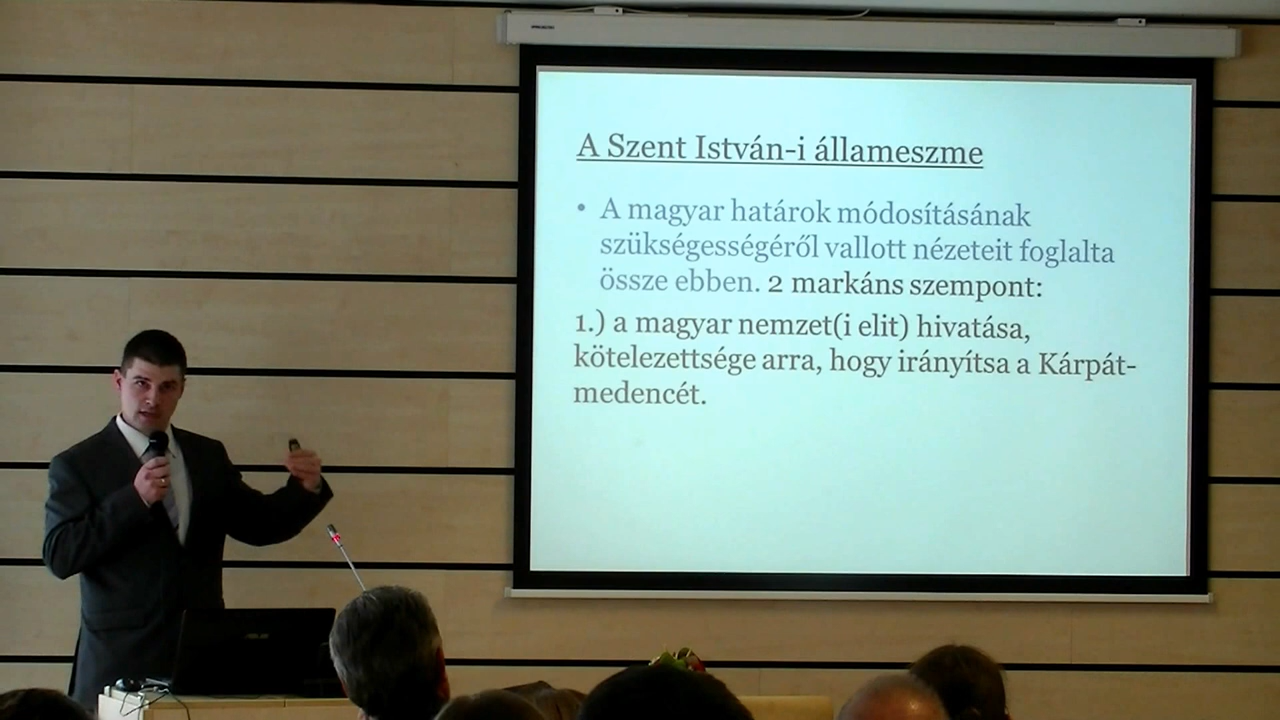 A Szent István-i állameszme
• A magyar határok módosításának
szükségességéről vallott nézeteit foglalta
össze ebben. 2 markáns szempont:
1.) a magyar nemzet(i elit) hivatása,
kötelezettsége arra, hogy irányítsa a Kárpát-
medencét.
ASUS